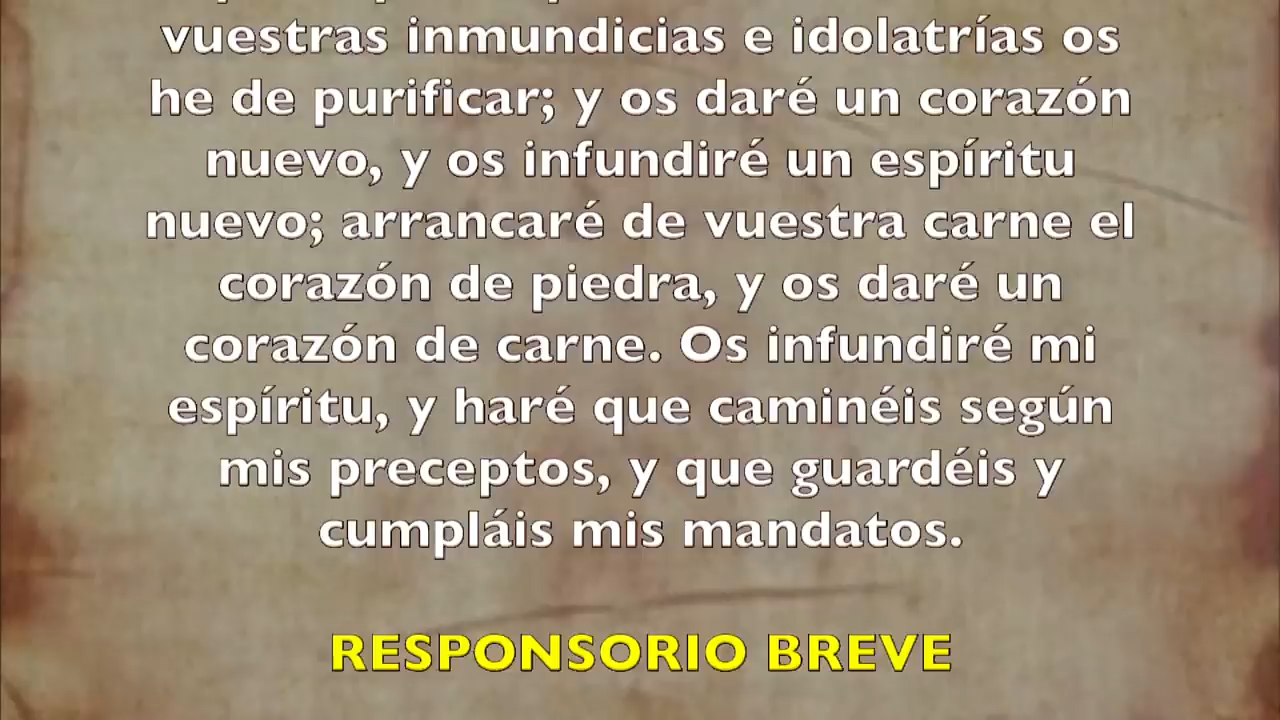 vuestras inmundicias e idolatrías os
he de purificar; y os daré un corazón
nuevo, y os infundiré un espíritu
nuevo; arrancaré de vuestra carne el
corazón de piedra, y os daré un
corazón de carne. Os infundiré mi
espíritu, y haré que caminéis según
mis preceptos, y que guardéis y
cumpláis mis mandatos.
RESPONSORIO BREVE